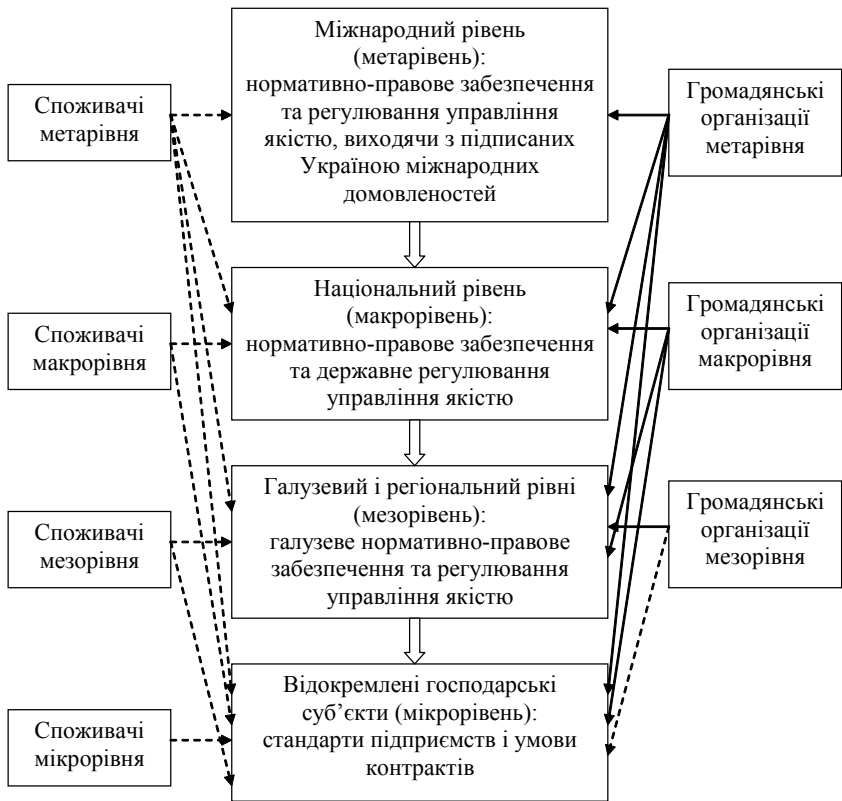 Міжнародний рівень
(метарівень):
нормативно-правове забезпечення
та регулювання управління
якістю, виходячи з підписаних
Україною міжнародних
домовленостей
Споживачі
метарівня
Громадянські
організації
метарівня
Національний рівень
(макрорівень):
нормативно-правове забезпечення
та державне регулювання
управління якістю
Споживачі
макрорівня
Громадянські
організації
макрорівня
Галузевий і регіональний рівні
(мезорівень):
галузеве нормативно-правове
забезпечення та регулювання
управління якістю
Споживачі
мезорівня
Громадянські
організації
мезорівня
Відокремлені господарські
суб’єкти (мікрорівень):
стандарти підприємств і умови
контрактів
Споживачі
мікрорівня